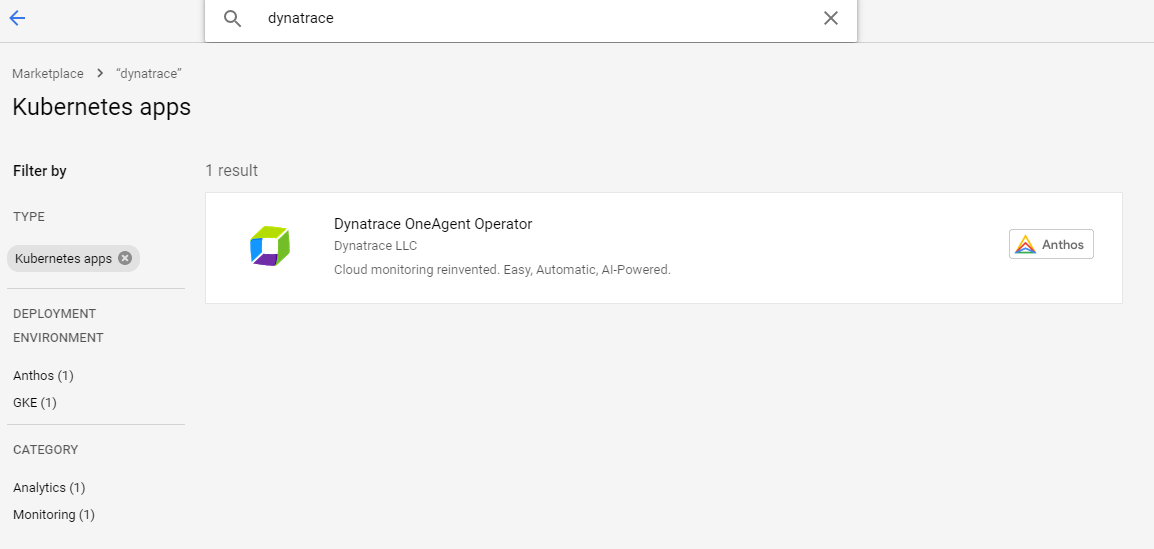 dynatrace
Marketplace > “dynatrace”
Kubernetes apps
Filter by
TYPE
Kubernetes apps
DEPLOYMENT
ENVIRONMENT
Anthos (1)
GKE (1)
CATEGORY
Analytics (1)
Monitoring (1)
1 result
Dynatrace OneAgent Operator
Dynatrace LLC
Cloud monitoring reinvented. Easy, Automatic, AI-Powered.
Anthos